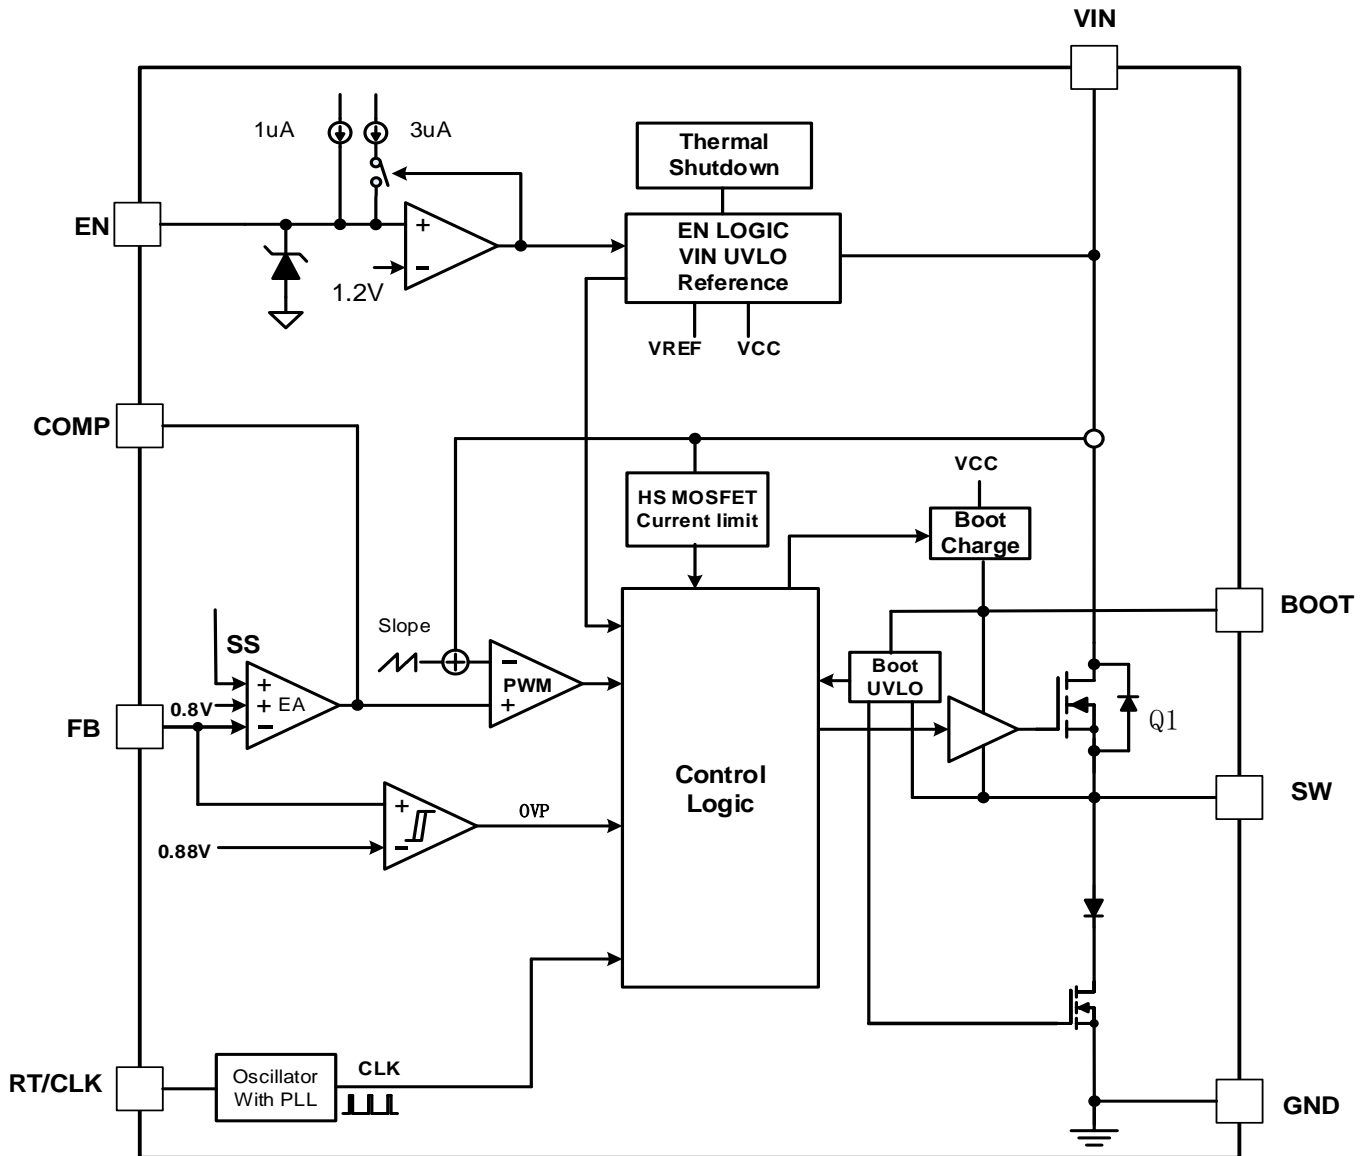 VIN
1uA
3uA
Thermal
Shutdown
EN
+
EN LOGIC
VIN UVLO
Reference
−
1.2V
VREF
VCC
COMP
VCC
HS MOSFET
Current limit
Boot
Charge
BOOT
Slope
SS
+
−
Boot
UVLO
PWM
+
EA
0.8V
+
−
FB
Q1
Control
Logic
SW
+
OVP
0.88V
−
CLK
RT/CLK
Oscillator
With PLL
GND